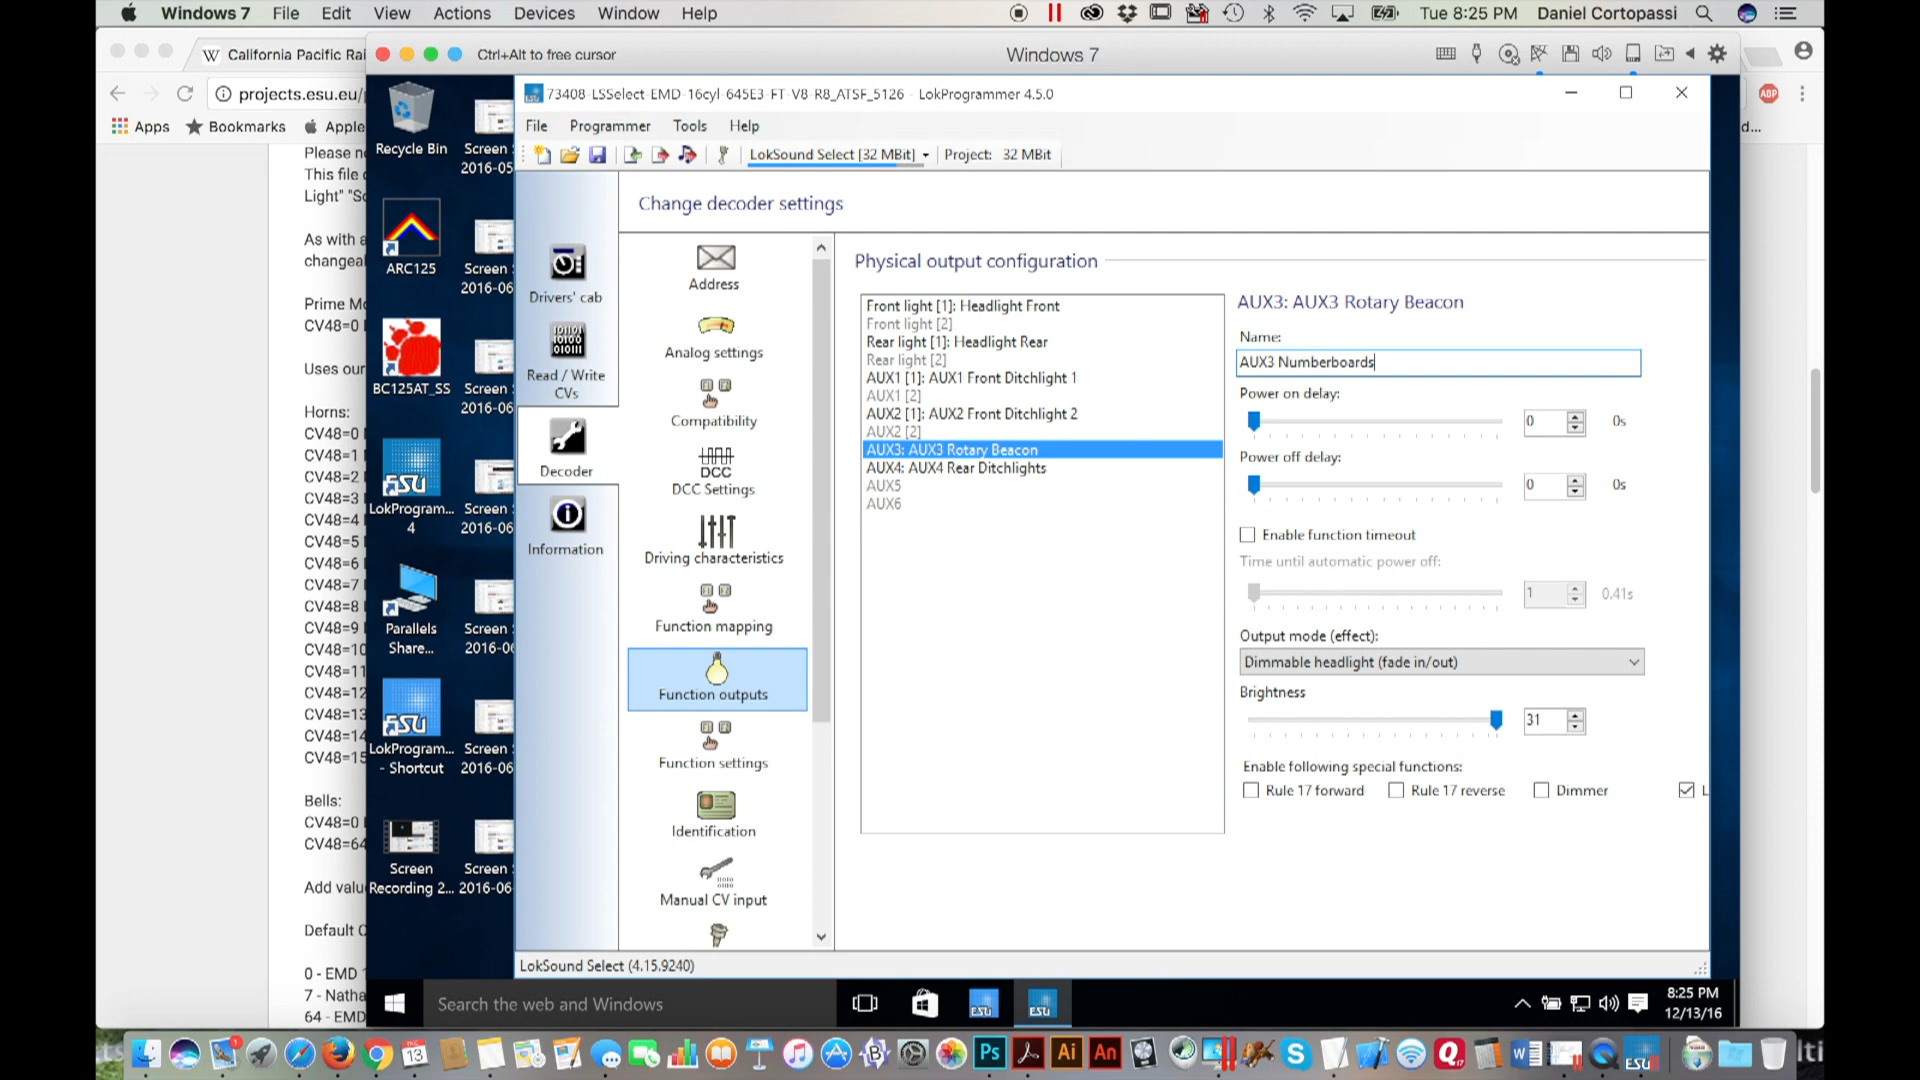 Windows 7 File Edit View Actions Devices Window Help
Tue 8:25 PM Daniel Cortopassi
California Pacific Rai
Ctrl+Alt to free cursor
Windows 7
projects.esu.eu/
ABP
Apps Bookmarks Apple
d...
73408-LSSelect-EMD-16cyl-645E3-FT-V8-R8_ATSF_5126 - LokProgrammer 4.5.0
File Programmer Tools Help
LokSound Select [32 MBit] Project: 32 MBit
Please no
This file
Light" "So
As with a
changeal
Prime Mo
CV48=0
Uses our
Horns:
CV48=0
CV48=1
CV48=2
CV48=3
CV48=4
CV48=5
CV48=6
CV48=7
CV48=8
CV48=9
CV48=10
CV48=11
CV48=12
CV48=13
CV48=14
CV48=15
Bells:
CV48=0
CV48=64
Add valu
Default C
0 - EMD
7 - Natha
64 - EMD
Recycle Bin
ARC125
BC125AT_SS
LokProgram...
4
Parallels
Share...
LokProgram...
- Shortcut
Screen
Recording 2...
Screen
2016-05
Screen
2016-06
Screen
2016-06
Screen
2016-06
Screen
2016-06
Screen
2016-06
Screen
2016-06
Drivers' cab
Read / Write
CVs
Decoder
Information
Change decoder settings
Address
Analog settings
Compatibility
DCC
DCC Settings
Driving characteristics
Function mapping
Function outputs
Function settings
Identification
Manual CV input
Physical output configuration
Front light [1]: Headlight Front
Front light [2]
Rear light [1]: Headlight Rear
Rear light [2]
AUX1 [1]: AUX1 Front Ditchlight 1
AUX1 [2]
AUX2 [1]: AUX2 Front Ditchlight 2
AUX2 [2]
AUX3: AUX3 Rotary Beacon
AUX4: AUX4 Rear Ditchlights
AUX5
AUX6
AUX3: AUX3 Rotary Beacon
Name:
AUX3 Numberboards
Power on delay:
0 0s
Power off delay:
0 0s
Enable function timeout
Time until automatic power off:
1 0.41s
Output mode (effect):
Dimmable headlight (fade in/out)
Brightness
31
Enable following special functions:
Rule 17 forward Rule 17 reverse Dimmer L
LokSound Select (4.15.9240)
Search the web and Windows
8:25 PM
12/13/16